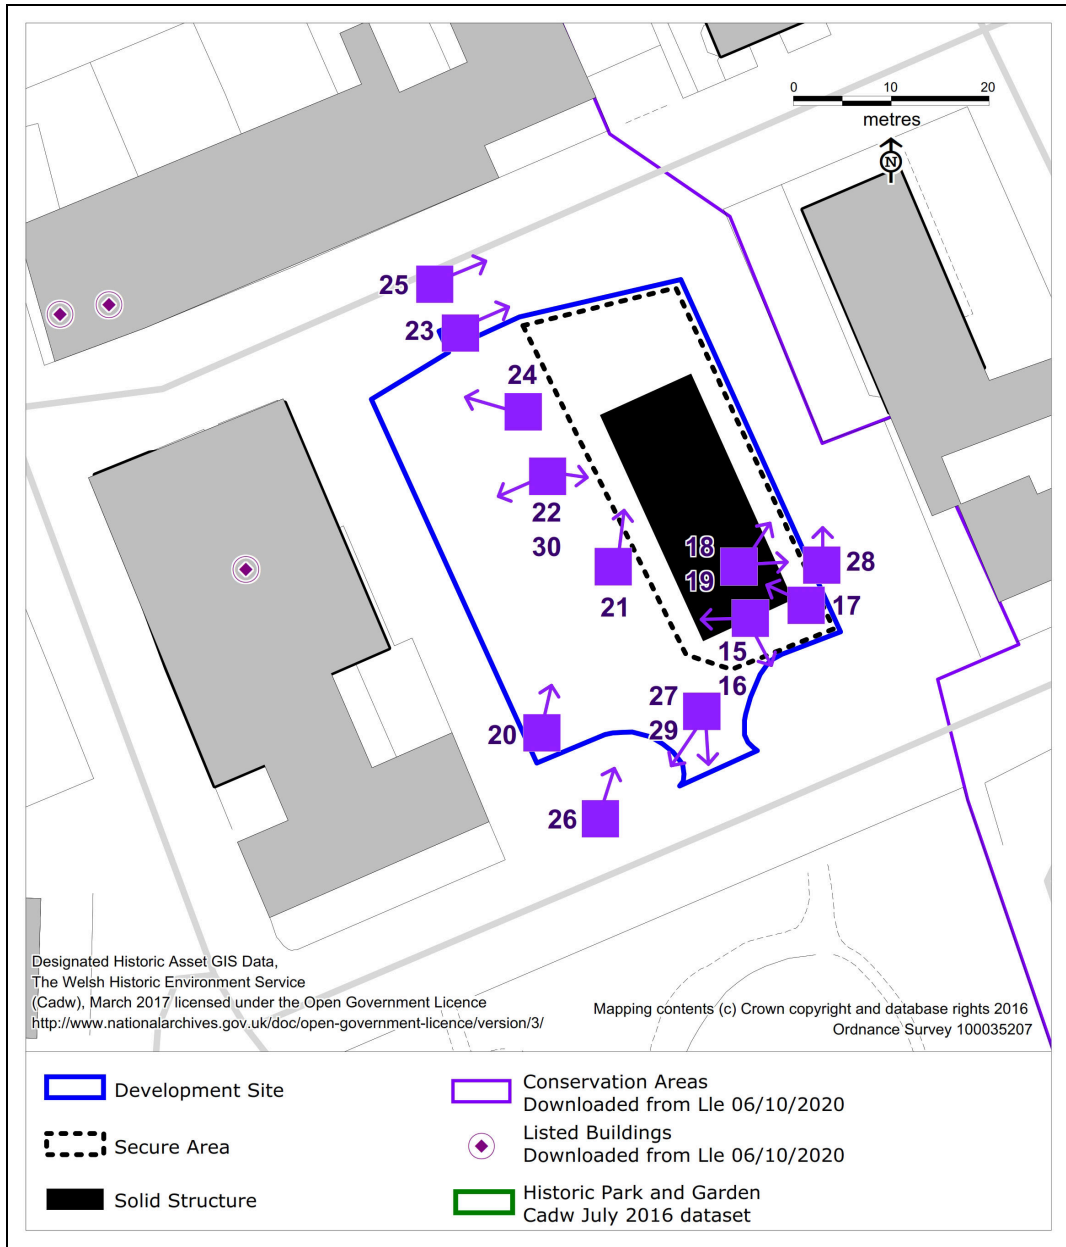 0 10 20
metres
N
25
23
24
22
30
21
18
19
28
17
15
16
27
29
20
26
Designated Historic Asset GIS Data,
The Welsh Historic Environment Service
(Cadw), March 2017 licensed under the Open Government Licence
http://www.nationalarchives.gov.uk/doc/open-government-licence/version/3/
Mapping contents (c) Crown copyright and database rights 2016
Ordnance Survey 100035207
Development Site
Secure Area
Solid Structure
Conservation Areas
Downloaded from Lle 06/10/2020
Listed Buildings
Downloaded from Lle 06/10/2020
Historic Park and Garden
Cadw July 2016 dataset